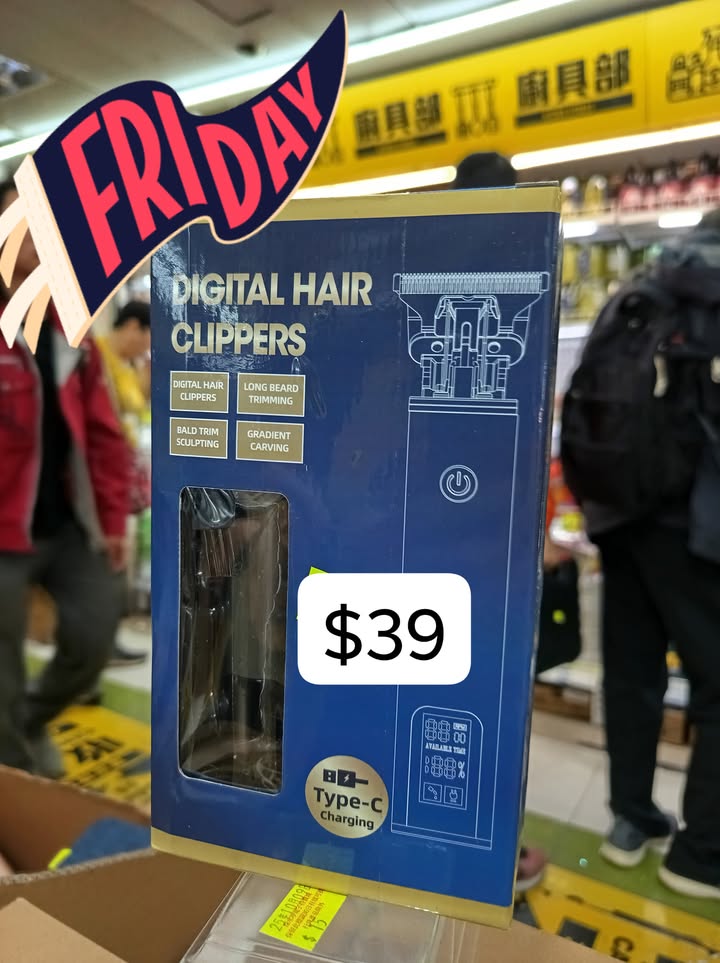 FRIDAY
廚具部
廚具部
DIGITAL HAIR
CLIPPERS
DIGITAL HAIR
CLIPPERS
LONG BEARD
TRIMMING
BALD TRIM
SCULPTING
GRADIENT
CARVING
$39
AVAILABLE TIME
%
Type-C
Charging